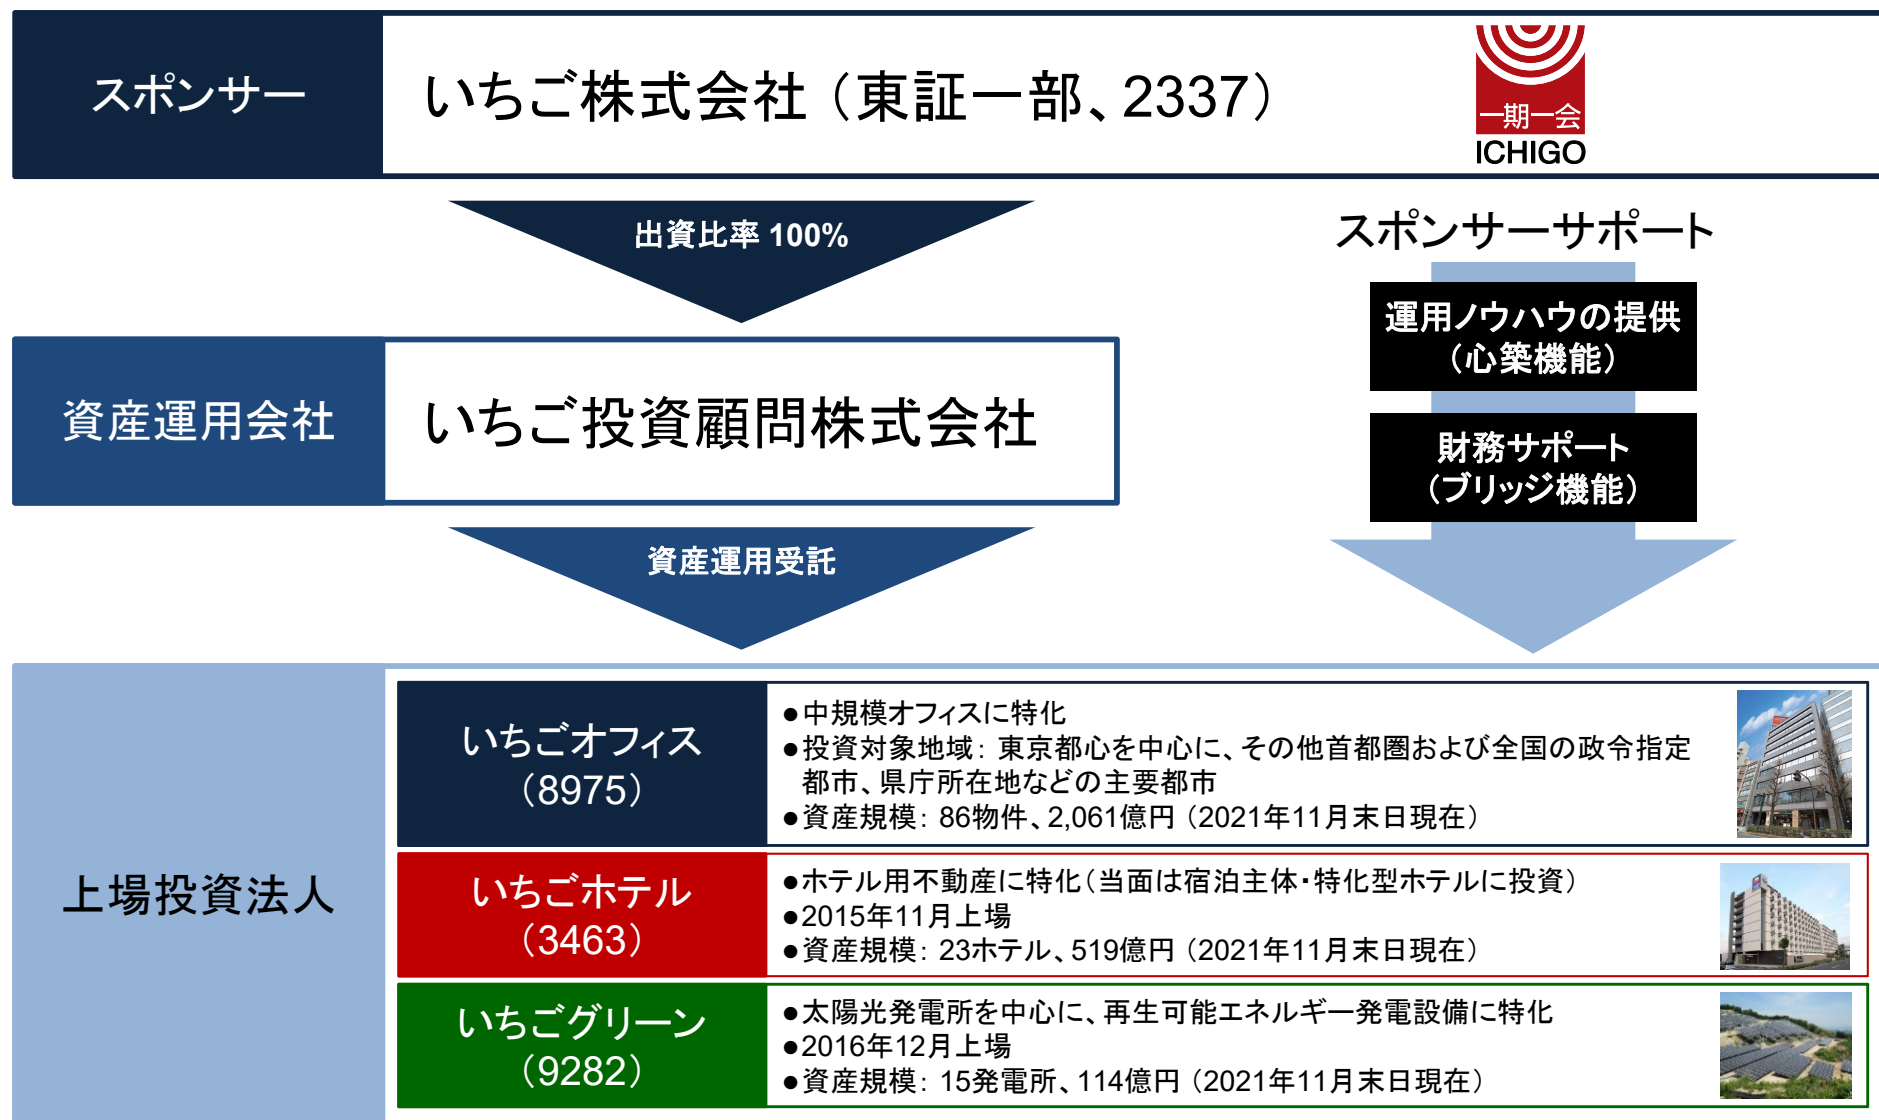 スポンサー
いちご株式会社（東証一部、2337）
一期一会
ICHIGO
出資比率 100%
スポンサーサポート
運用ノウハウの提供
（心築機能）
財務サポート
（ブリッジ機能）
資産運用会社
いちご投資顧問株式会社
資産運用受託
上場投資法人
いちごオフィス
（8975）
●中規模オフィスに特化
●投資対象地域： 東京都心を中心に、その他首都圏および全国の政令指定
都市、県庁所在地などの主要都市
●資産規模： 86物件、2,061億円 （2021年11月末日現在）
いちごホテル
（3463）
●ホテル用不動産に特化（当面は宿泊主体・特化型ホテルに投資）
●2015年11月上場
●資産規模： 23ホテル、519億円 （2021年11月末日現在）
いちごグリーン
（9282）
●太陽光発電所を中心に、再生可能エネルギー発電設備に特化
●2016年12月上場
●資産規模： 15発電所、114億円 （2021年11月末日現在）